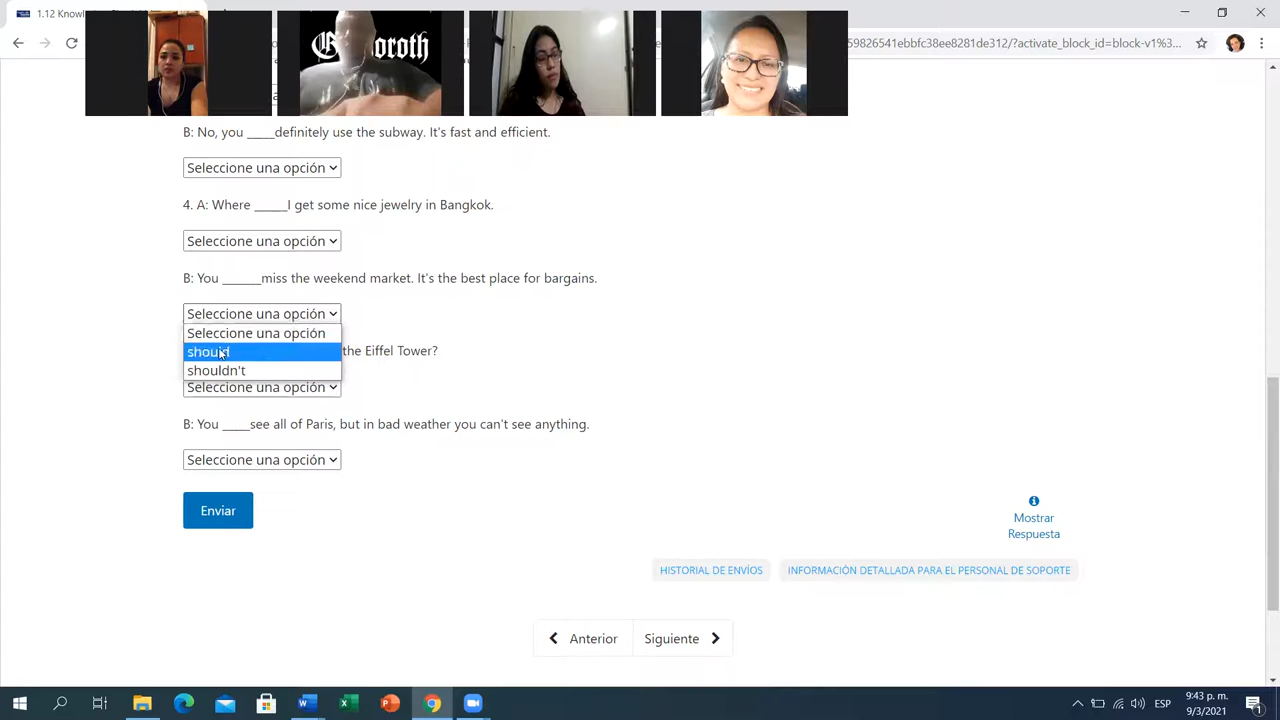 1.12 Knowle
59826541ebbfc38ee8281de312/?activate_block_id=block-v1%3...
oroth
B: No, you ____definitely use the subway. It's fast and efficient.
Seleccione una opción
4. A: Where _____I get some nice jewelry in Bangkok.
Seleccione una opción
B: You ______miss the weekend market. It's the best place for bargains.
Seleccione una opción
Seleccione una opción
should
shouldn't
the Eiffel Tower?
Seleccione una opción
B: You ____see all of Paris, but in bad weather you can't see anything.
Seleccione una opción
Enviar
Mostrar
Respuesta
HISTORIAL DE ENVÍOS
INFORMACIÓN DETALLADA PARA EL PERSONAL DE SOPORTE
Anterior
Siguiente
ESP
9:43 p. m.
9/3/2021
1